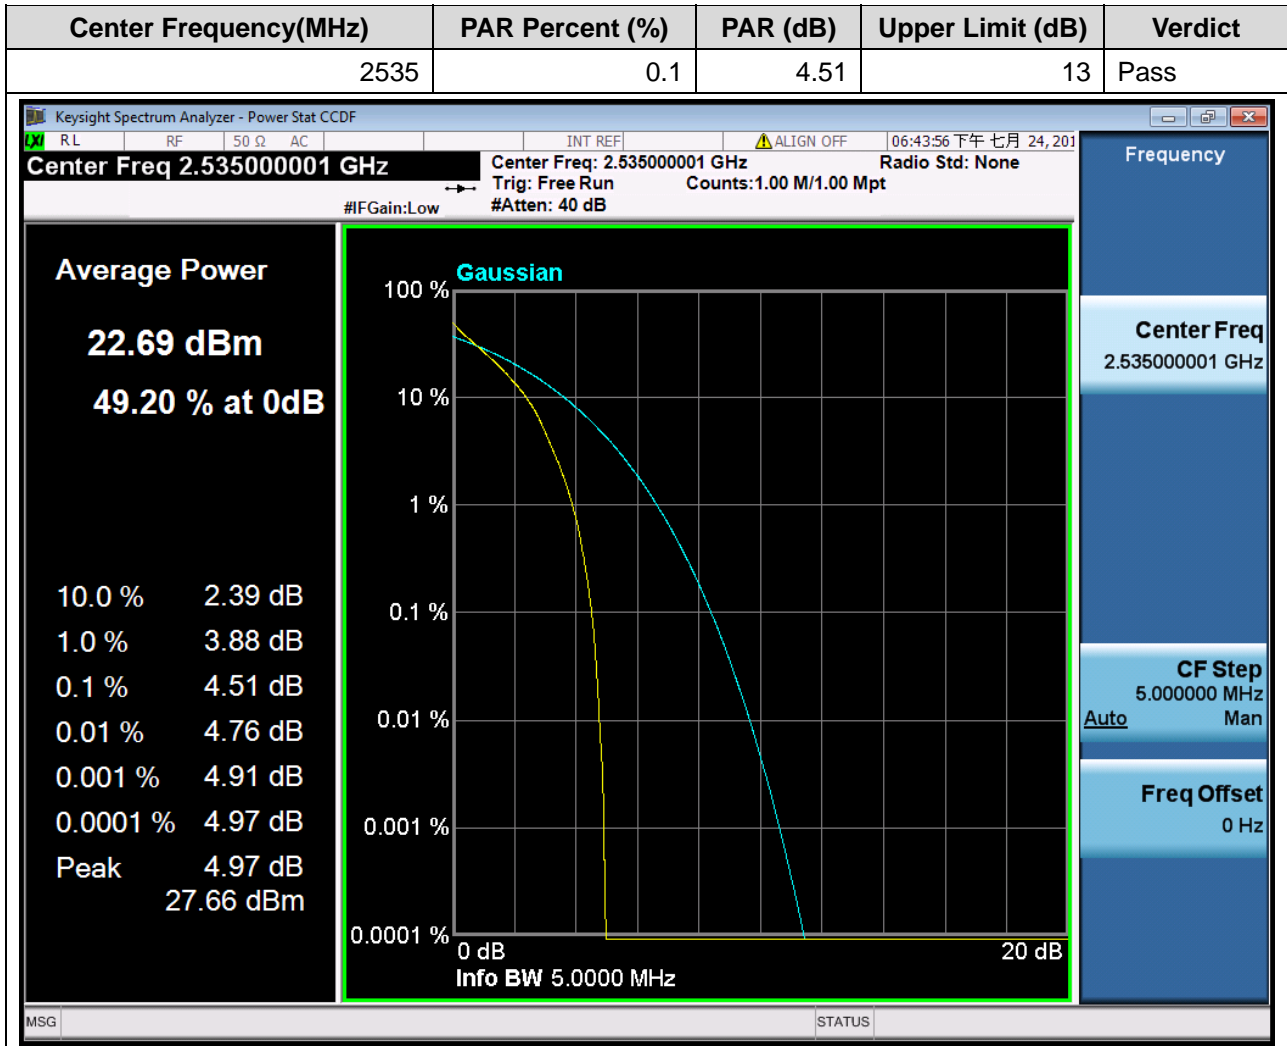 Center Frequency(MHz) PAR Percent (%) PAR (dB) Upper Limit (dB) Verdict
2535 0.1 4.51 13 Pass
Keysight Spectrum Analyzer - Power Stat CCDF
LXI RL RF 50 Ω AC INT REF ALIGN OFF 06:43:56 下午 七月 24, 201
Center Freq 2.535000001 GHz
Center Freq: 2.535000001 GHz Radio Std: None
Trig: Free Run Counts:1.00 M/1.00 Mpt
#IFGain:Low #Atten: 40 dB
Frequency
Average Power
22.69 dBm
49.20 % at 0dB
10.0 % 2.39 dB
1.0 % 3.88 dB
0.1 % 4.51 dB
0.01 % 4.76 dB
0.001 % 4.91 dB
0.0001 % 4.97 dB
Peak 4.97 dB
27.66 dBm
Gaussian
100 %
10 %
1 %
0.1 %
0.01 %
0.001 %
0.0001 %
0 dB 20 dB
Info BW 5.0000 MHz
Center Freq
2.535000001 GHz
CF Step
5.000000 MHz
Auto Man
Freq Offset
0 Hz
MSG STATUS